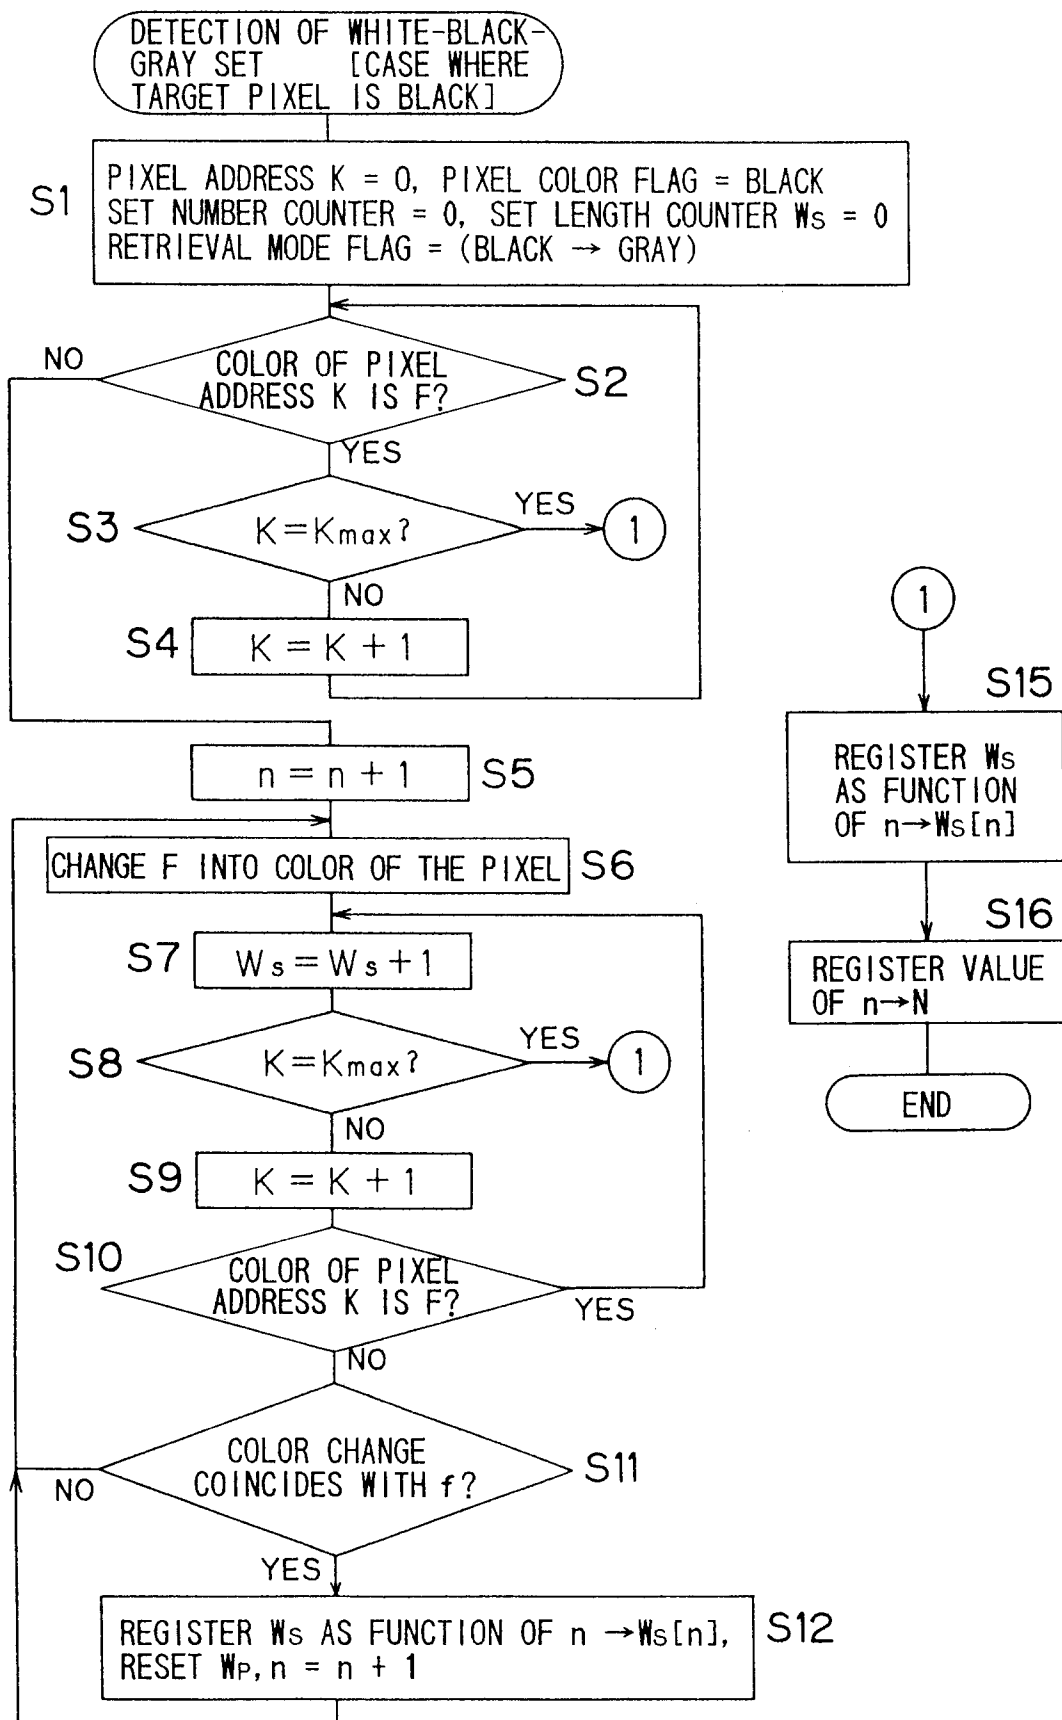 DETECTION OF WHITE-BLACK-
GRAY SET [CASE WHERE
TARGET PIXEL IS BLACK]
S1
PIXEL ADDRESS K = 0, PIXEL COLOR FLAG = BLACK
SET NUMBER COUNTER = 0, SET LENGTH COUNTER Ws = 0
RETRIEVAL MODE FLAG = (BLACK → GRAY)
NO
COLOR OF PIXEL
ADDRESS K IS F?
S2
YES
S3
K=Kmax?
YES
1
NO
S4
K = K + 1
n = n + 1
S5
CHANGE F INTO COLOR OF THE PIXEL
S6
S7
Ws=Ws+1
S8
K=Kmax?
YES
1
NO
S9
K = K + 1
S10
COLOR OF PIXEL
ADDRESS K IS F?
YES
NO
COLOR CHANGE
COINCIDES WITH f?
S11
NO
YES
REGISTER Ws AS FUNCTION OF n →Ws[n],
RESET WP, n = n + 1
S12
1
S15
REGISTER Ws
AS FUNCTION
OF n→Ws[n]
S16
REGISTER VALUE
OF n→N
END